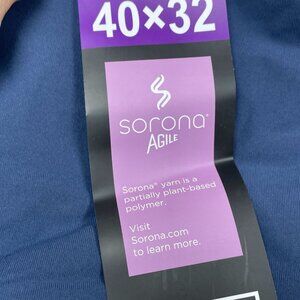 40×32
sorona®
AGILE
Sorona® yarn is a
partially plant-based
polymer.
Visit
Sorona.com
to learn more.